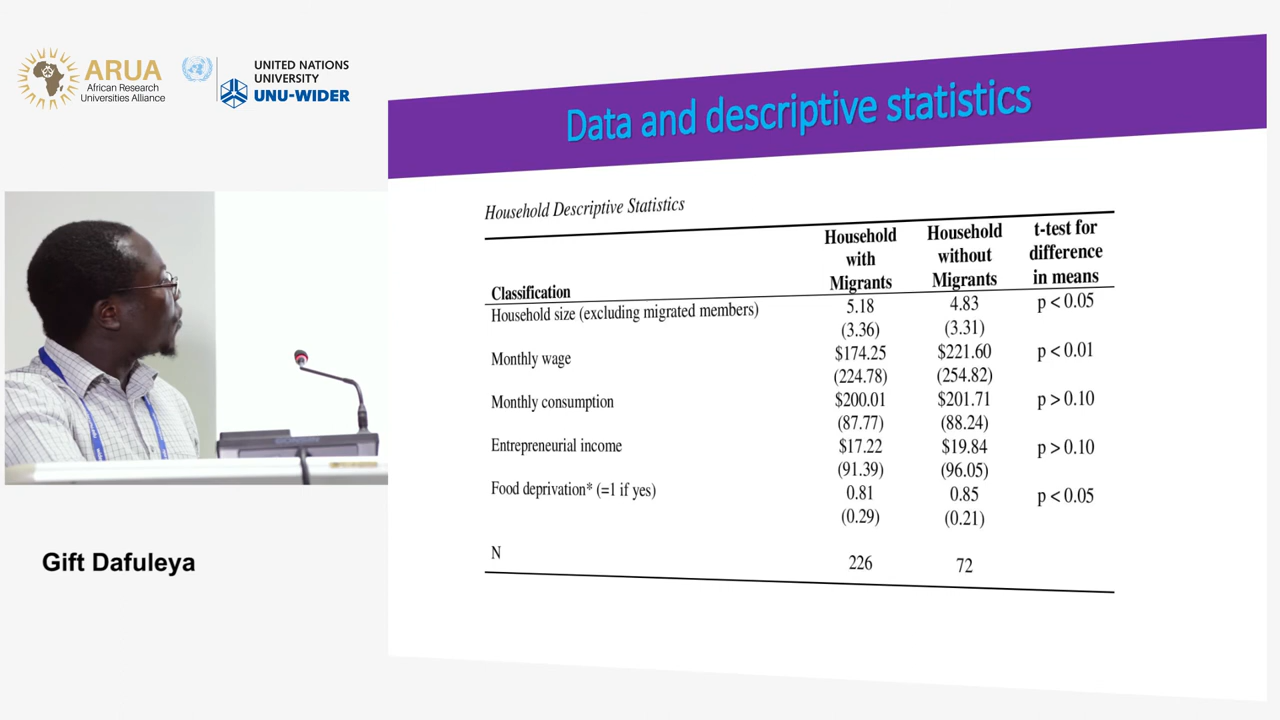 ARUA
African Research
Universities Alliance
UNITED NATIONS
UNIVERSITY
UNU-WIDER
Data and descriptive statistics
Household Descriptive Statistics
Classification Household with Migrants Household without Migrants t-test for difference in means
Household size (excluding migrated members) 5.18 4.83 p < 0.05
(3.36) (3.31)
Monthly wage $174.25 $221.60 p < 0.01
(224.78) (254.82)
Monthly consumption $200.01 $201.71 p > 0.10
(87.77) (88.24)
Entrepreneurial income $17.22 $19.84 p > 0.10
(91.39) (96.05)
Food deprivation* (=1 if yes) 0.81 0.85 p < 0.05
(0.29) (0.21)
N 226 72
Gift Dafuleya